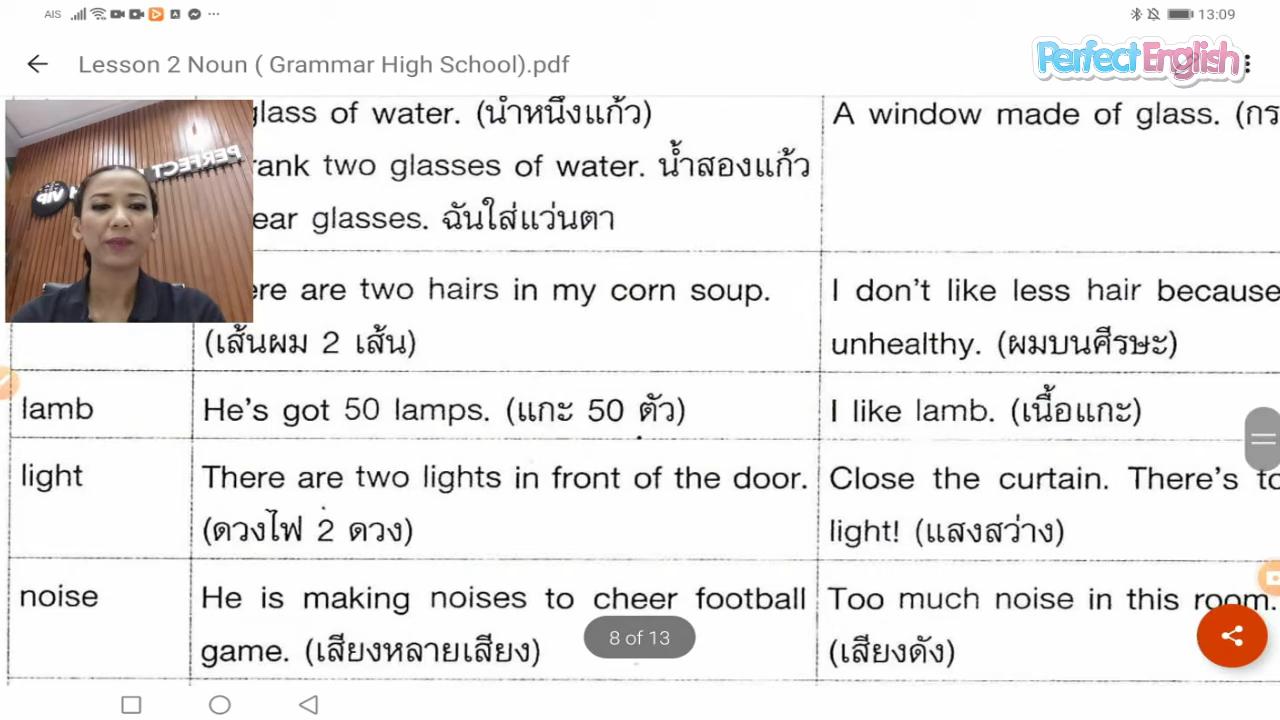 AIS
13:09
Lesson 2 Noun ( Grammar High School).pdf
Perfect English
glass of water. (น้ำหนึ่งแก้ว)
A window made of glass.
two glasses of water. น้ำสองแก้ว
glasses. ฉันใส่แว่นตา
are two hairs in my corn soup.
(เส้นผม 2 เส้น)
I don't like less hair because
unhealthy. (ผมบนศีรษะ)
lamb
He's got 50 lamps. (แกะ 50 ตัว)
I like lamb. (เนื้อแกะ)
light
There are two lights in front of the door.
(ดวงไฟ 2 ดวง)
Close the curtain. There's
light! (แสงสว่าง)
noise
He is making noises to cheer football
game. (เสียงหลายเสียง)
Too much noise in this room.
(เสียงดัง)
8 of 13
PERFECT
VIP